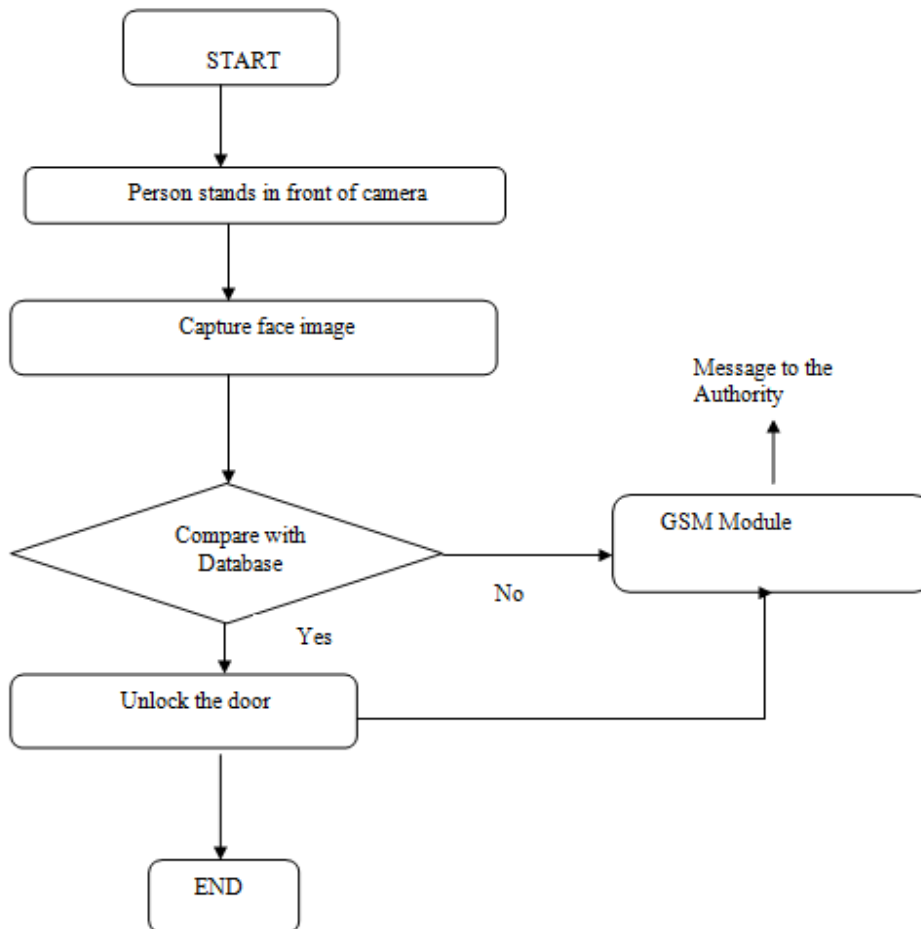 START
Person stands in front of camera
Capture face image
Message to the
Authority
GSM Module
Compare with
Database
No
Yes
Unlock the door
END